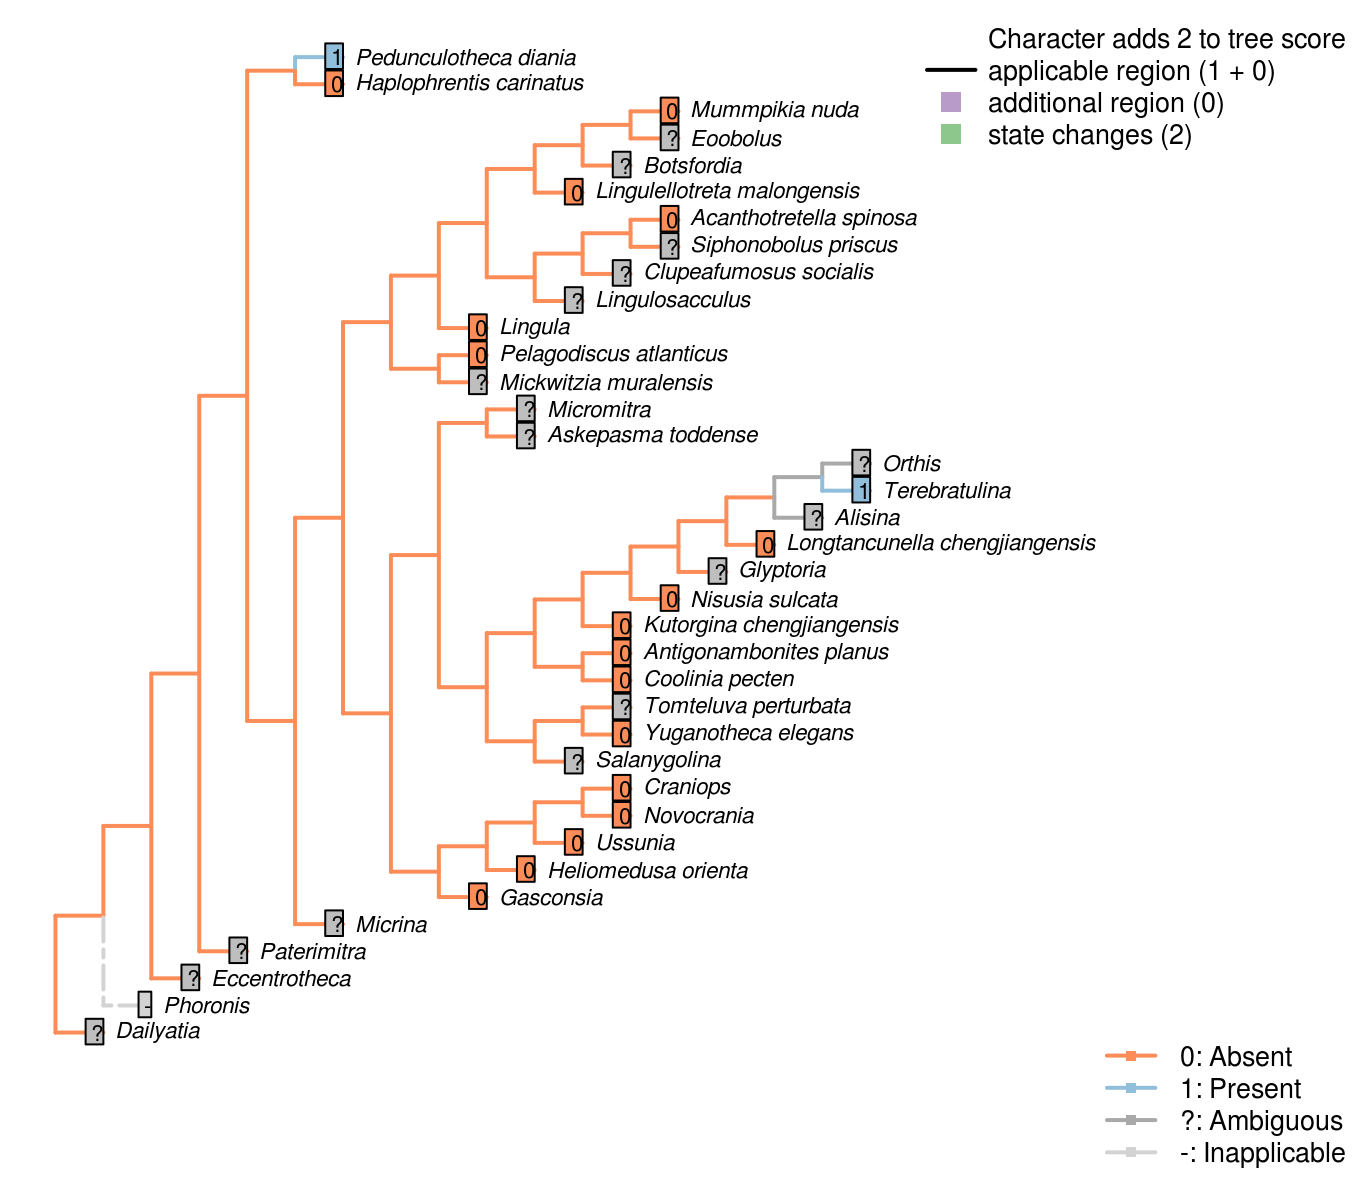 Character adds 2 to tree score
applicable region (1 + 0)
additional region (0)
state changes (2)
1 Pedunculotheca diania
0 Haplophrentis carinatus
0 Mummpikia nuda
? Eoobolus
? Botsfordia
0 Lingulellotreta malongensis
0 Acanthotretella spinosa
? Siphonobolus priscus
? Clupeafumosus socialis
? Lingulosacculus
0 Lingula
0 Pelagodiscus atlanticus
? Mickwitzia muralensis
? Micromitra
? Askepasma toddense
? Orthis
1 Terebratulina
? Alisina
0 Longtancunella chengjiangensis
? Glyptoria
0 Nisusia sulcata
0 Kutorgina chengjiangensis
0 Antigonambonites planus
0 Coolinia pecten
? Tomteluva perturbata
0 Yuganotheca elegans
? Salanygolina
0 Craniops
0 Novocrania
0 Ussunia
0 Heliomedusa orienta
0 Gasconsia
? Micrina
? Paterimitra
? Eccentrotheca
- Phoronis
? Dailyatia
0: Absent
1: Present
?: Ambiguous
-: Inapplicable